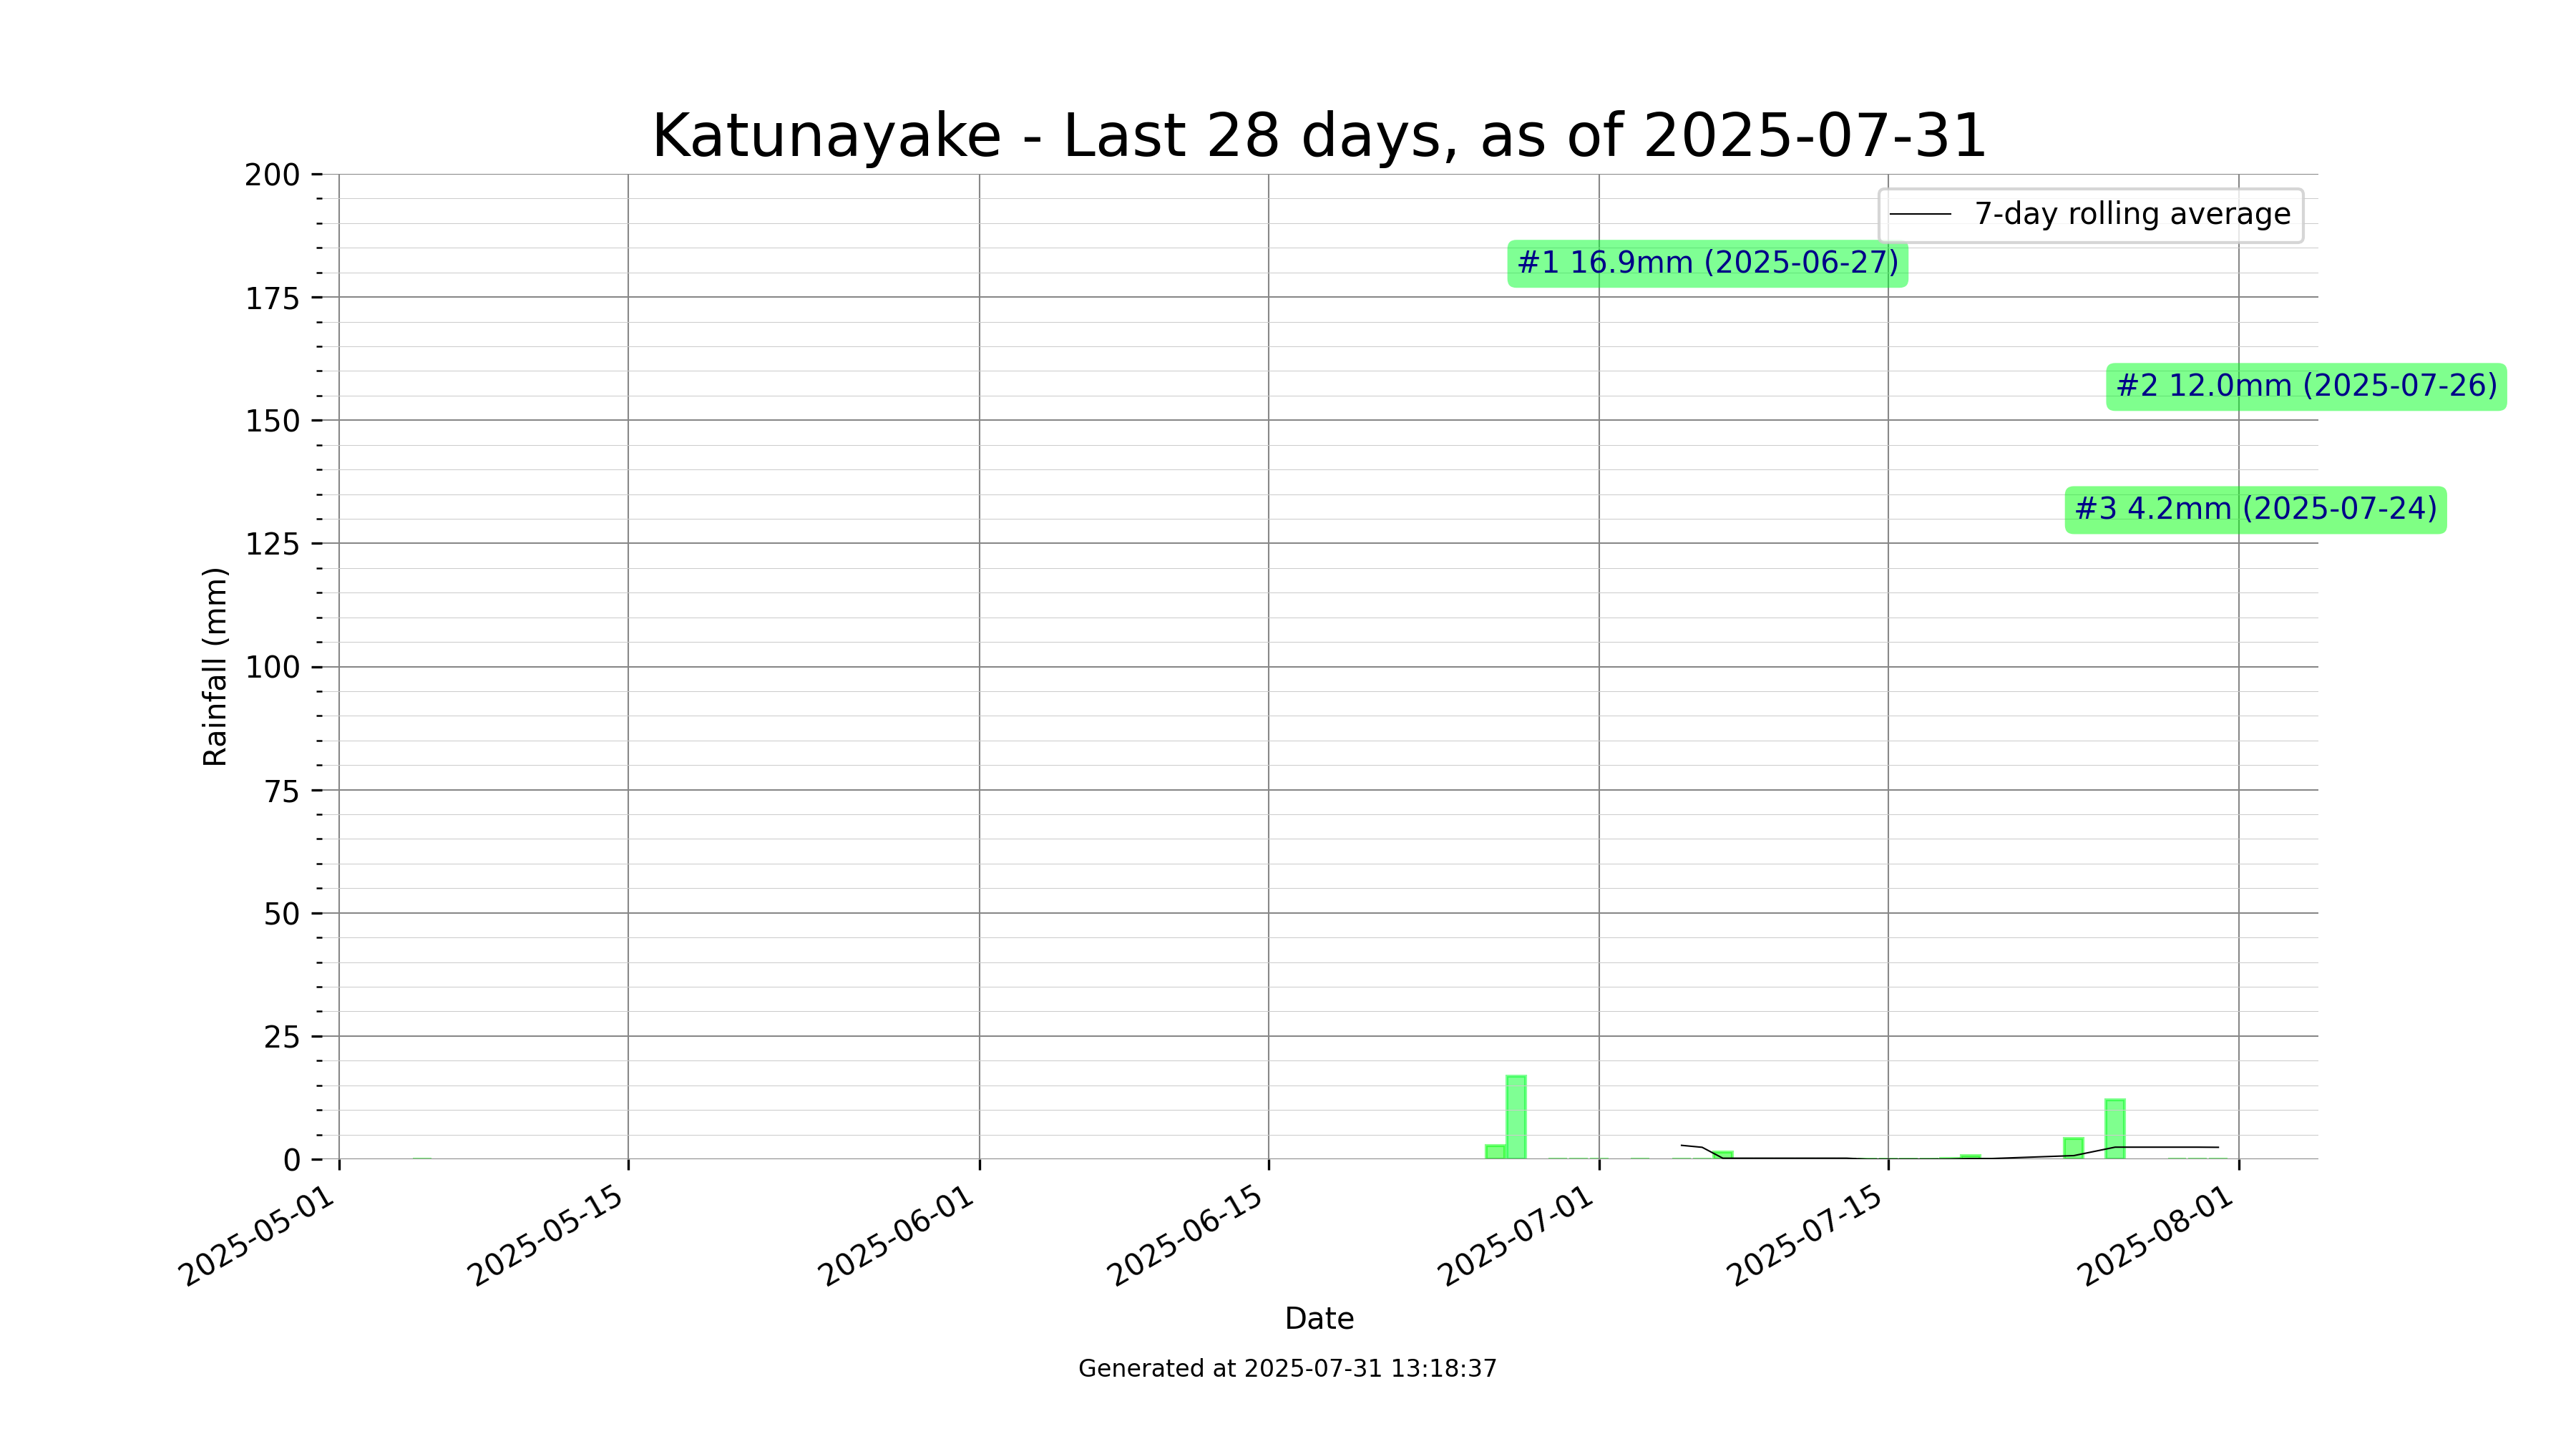 Katunayake - Last 28 days, as of 2025-07-31
200
175
150
125
100
75
50
25
0
Rainfall (mm)
7-day rolling average
#1 16.9mm (2025-06-27)
#2 12.0mm (2025-07-26)
#3 4.2mm (2025-07-24)
2025-05-01
2025-05-15
2025-06-01
2025-06-15
2025-07-01
2025-07-15
2025-08-01
Date
Generated at 2025-07-31 13:18:37